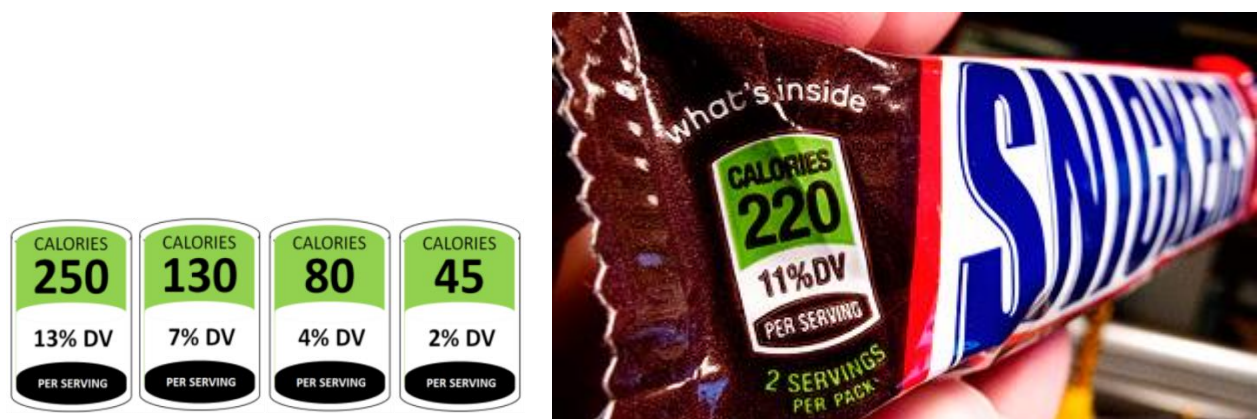 CALORIES
250
13% DV
PER SERVING
CALORIES
130
7% DV
PER SERVING
CALORIES
80
4% DV
PER SERVING
CALORIES
45
2% DV
PER SERVING
what's inside
CALORIES
220
11%DV
PER SERVING
2 SERVINGS
PER PACK
SNICKERS